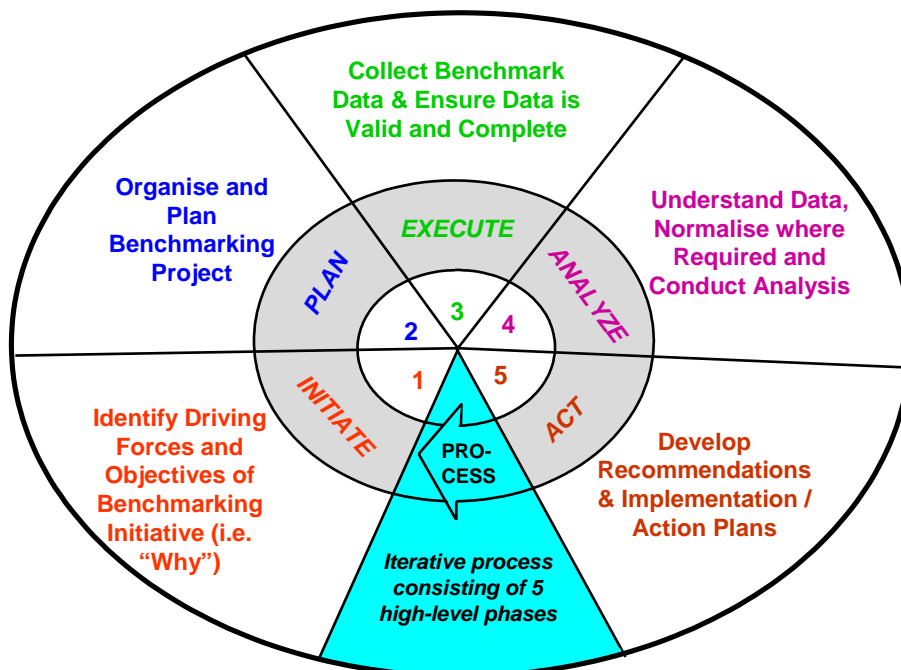 Collect Benchmark
Data & Ensure Data is
Valid and Complete
Organise and
Plan
Benchmarking
Project
Understand Data,
Normalise where
Required and
Conduct Analysis
EXECUTE
PLAN
ANALYZE
3
2
4
1
5
INITIATE
ACT
Identify Driving
Forces and
Objectives of
Benchmarking
Initiative (i.e.
“Why”)
PRO-
CESS
Develop
Recommendations
& Implementation /
Action Plans
Iterative process
consisting of 5
high-level phases